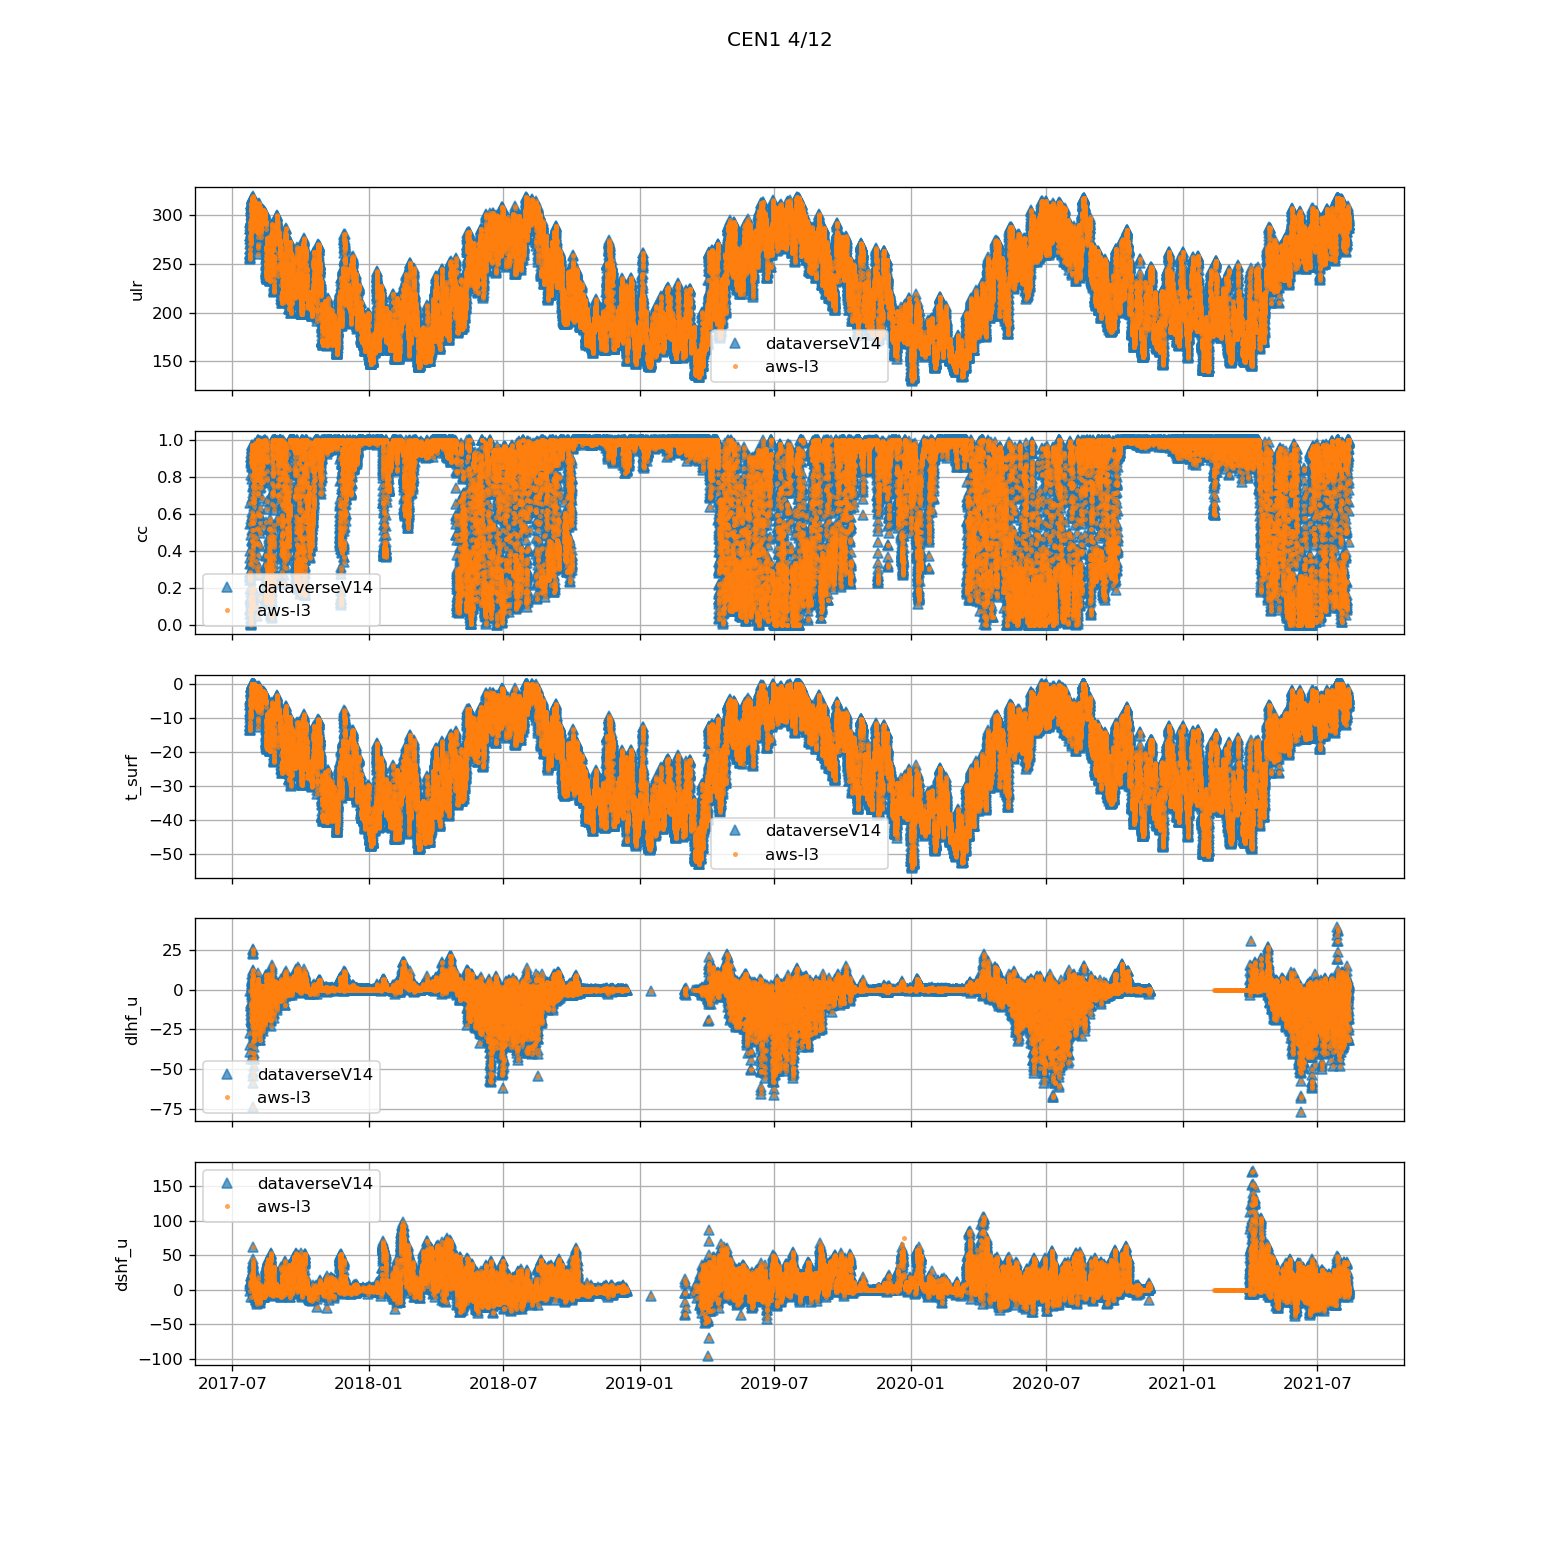 CEN1 4/12
300
250
200
150
ulr
dataverseV14
aws-l3
1.0
0.8
0.6
0.4
0.2
0.0
cc
dataverseV14
aws-l3
0
−10
−20
−30
−40
−50
t_surf
dataverseV14
aws-l3
25
0
−25
−50
−75
dlhf_u
dataverseV14
aws-l3
150
100
50
0
−50
−100
dshf_u
dataverseV14
aws-l3
2017-07 2018-01 2018-07 2019-01 2019-07 2020-01 2020-07 2021-01 2021-07